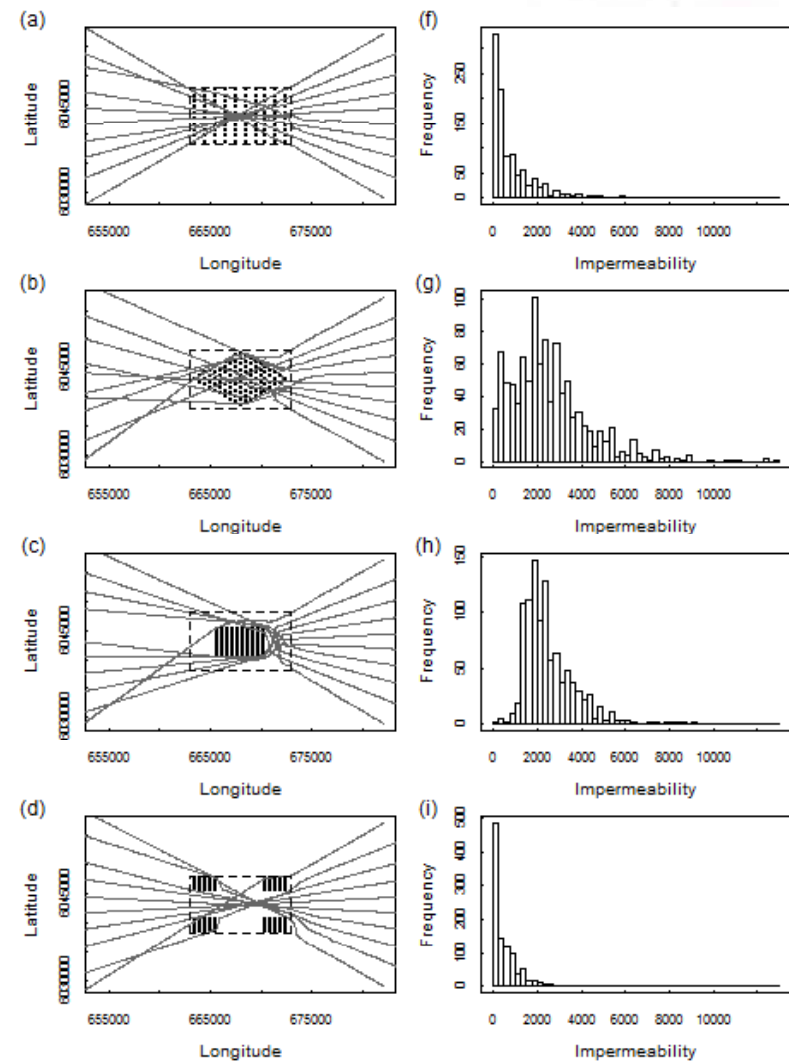 (a)
Latitude
6045000
6030000
655000 665000 675000
Longitude
(f)
Frequency
250
150
50
0
0 2000 4000 6000 8000 10000
Impermeability
(b)
Latitude
6045000
6030000
655000 665000 675000
Longitude
(g)
Frequency
100
80
60
40
20
0
0 2000 4000 6000 8000 10000
Impermeability
(c)
Latitude
6045000
6030000
655000 665000 675000
Longitude
(h)
Frequency
150
100
50
0
0 2000 4000 6000 8000 10000
Impermeability
(d)
Latitude
6045000
6030000
655000 665000 675000
Longitude
(i)
Frequency
500
400
300
200
100
0
0 2000 4000 6000 8000 10000
Impermeability